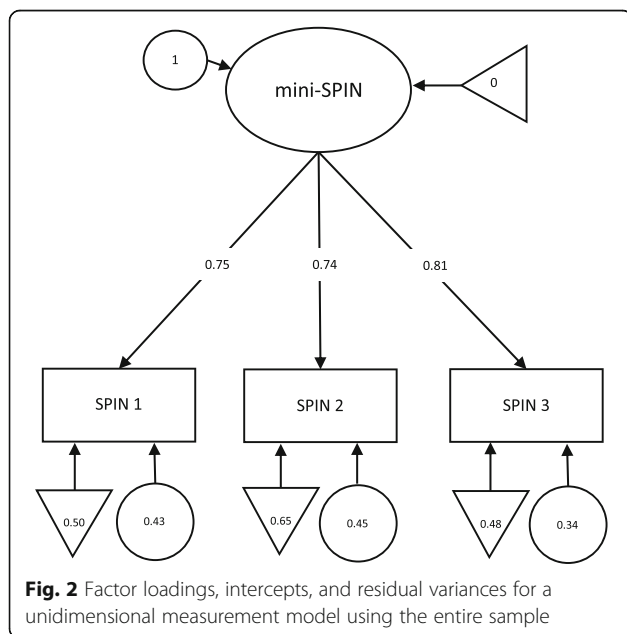 1
mini-SPIN
0
0.75
0.74
0.81
SPIN 1
SPIN 2
SPIN 3
0.50
0.43
0.65
0.45
0.48
0.34
Fig. 2 Factor loadings, intercepts, and residual variances for a
unidimensional measurement model using the entire sample